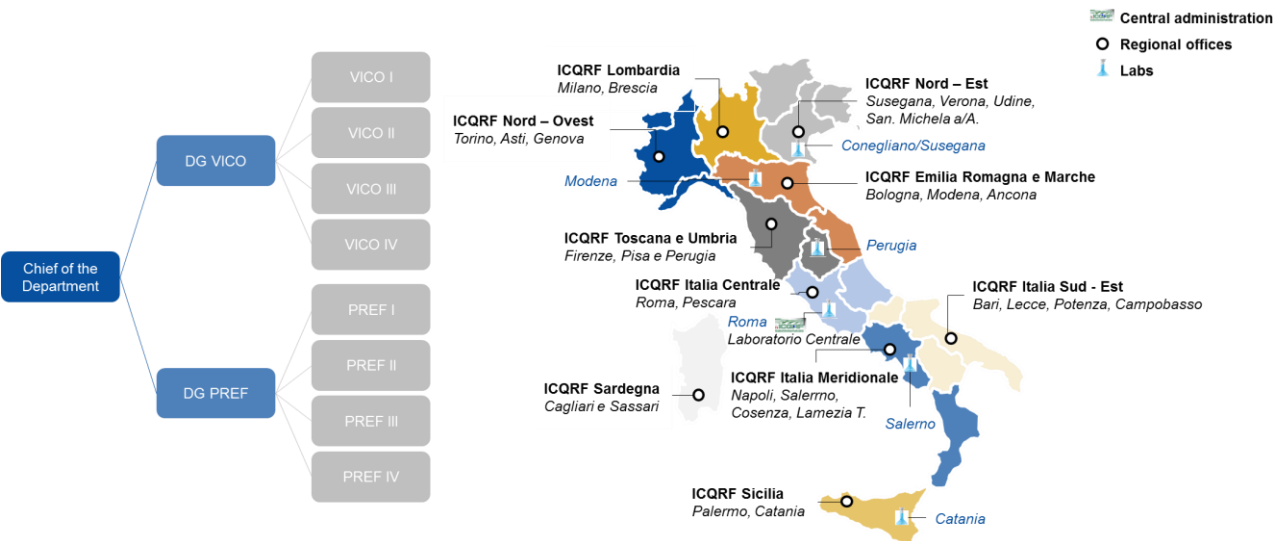 Central administration
Regional offices
Labs
Chief of the
Department
DG VICO
DG PREF
VICO I
VICO II
VICO III
VICO IV
PREF I
PREF II
PREF III
PREF IV
ICQRF Lombardia
Milano, Brescia
ICQRF Nord – Ovest
Torino, Asti, Genova
ICQRF Nord – Est
Susegana, Verona, Udine,
San. Michela a/A.
Conegliano/Susegana
Modena
ICQRF Emilia Romagna e Marche
Bologna, Modena, Ancona
ICQRF Toscana e Umbria
Firenze, Pisa e Perugia
Perugia
ICQRF Italia Centrale
Roma, Pescara
Roma
Laboratorio Centrale
ICQRF Italia Sud - Est
Bari, Lecce, Potenza, Campobasso
ICQRF Sardegna
Cagliari e Sassari
ICQRF Italia Meridionale
Napoli, Salerrno,
Cosenza, Lamezia T.
Salerno
ICQRF Sicilia
Palermo, Catania
Catania